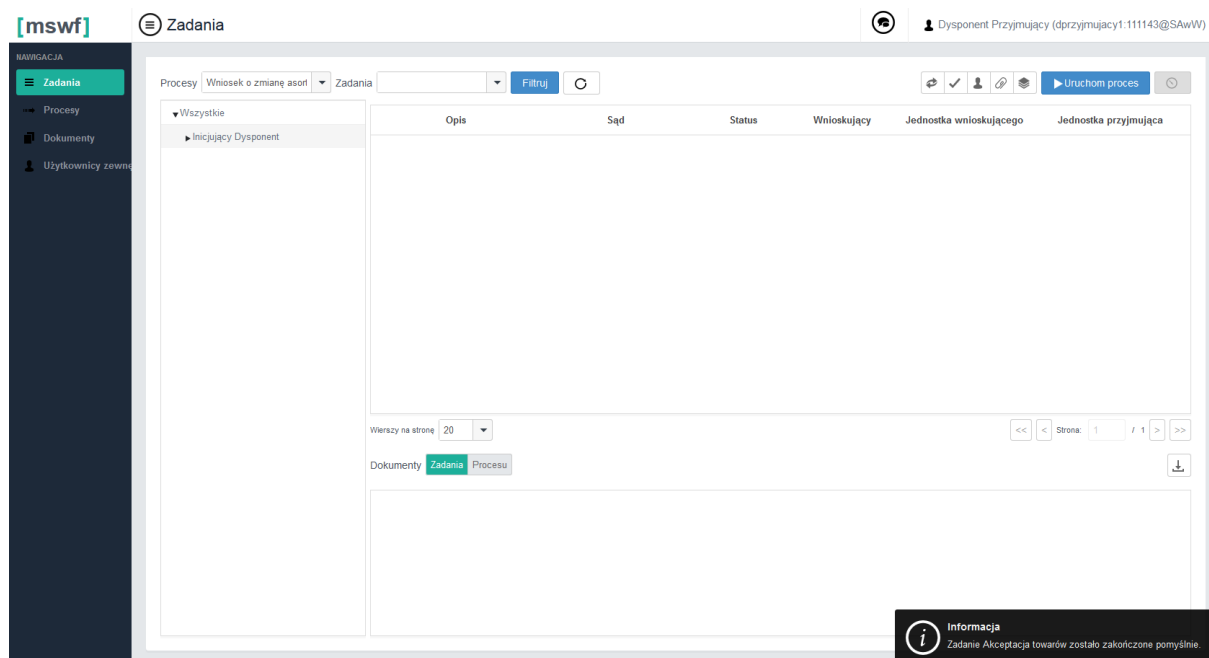 [mswf]
Zadania
Dysponent Przyjmujący (dprzyjmujacy1:111143@SAwW)
NAWIGACJA
Zadania
Procesy
Dokumenty
Użytkownicy zewnę
Procesy Wniosek o zmianę asort Zadania Filtruj Uruchom proces
Wszystkie
Inicjujący Dysponent
Opis Sąd Status Wnioskujący Jednostka wnioskującego Jednostka przyjmująca
Wierszy na stronę 20 << < Strona: 1 / 1 > >>
Dokumenty Zadania Procesu
Informacja
Zadanie Akceptacja towarów zostało zakończone pomyślnie.